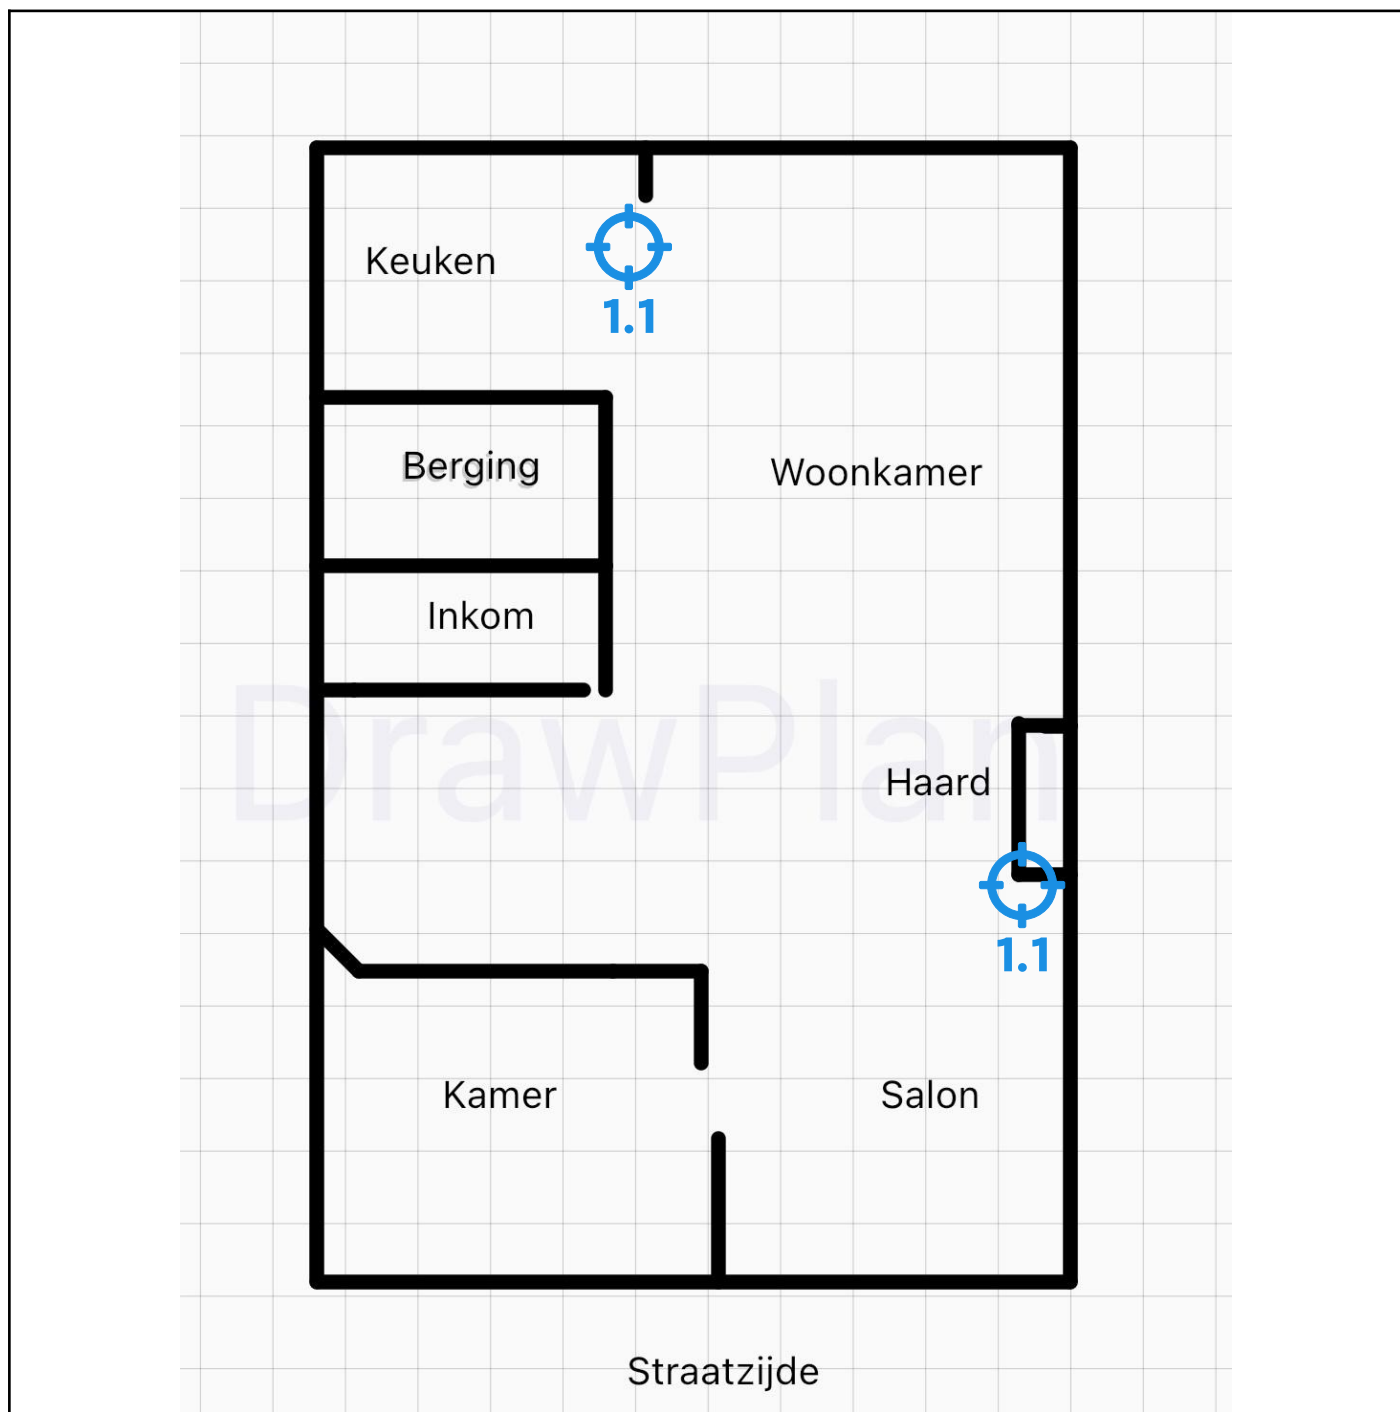 Keuken
1.1
Berging
Woonkamer
Inkom
DrawPlan
Haard
1.1
Kamer
Salon
Straatzijde